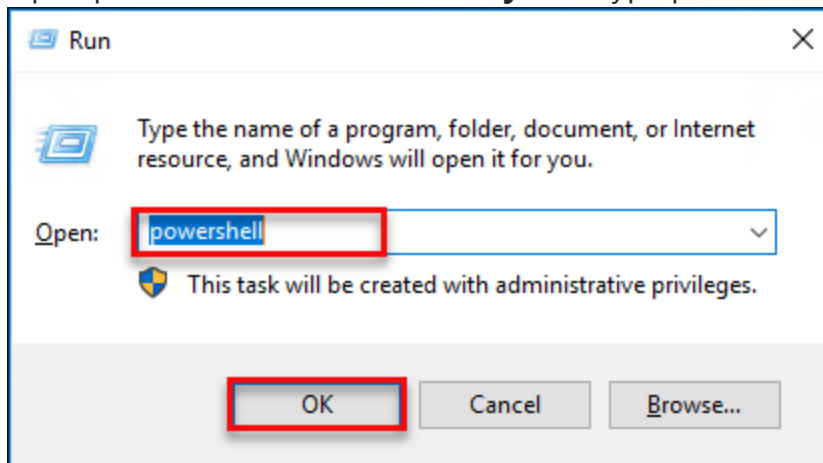 Run
Type the name of a program, folder, document, or Internet
resource, and Windows will open it for you.
Open: powershell
This task will be created with administrative privileges.
OK Cancel Browse...